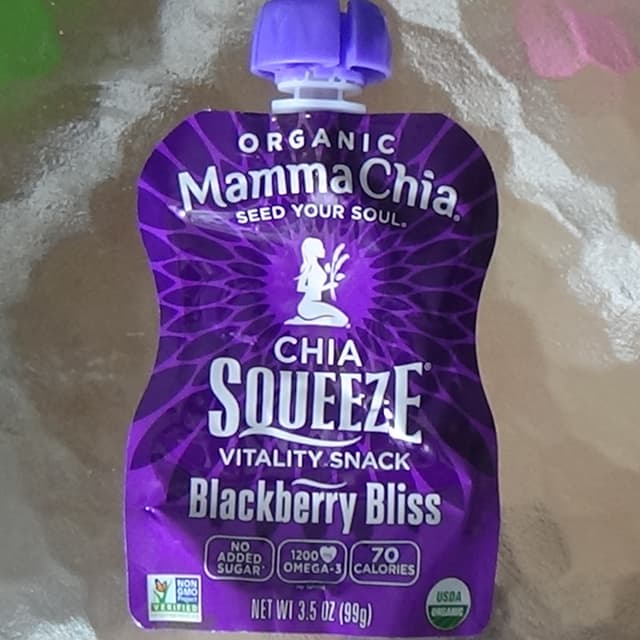 ORGANIC
Mamma Chia.
SEED YOUR SOUL.
CHIA
SQUEEZE®
VITALITY SNACK
Blackberry Bliss
NO
ADDED
SUGAR*
1200
OMEGA-3
70
CALORIES
NON
GMO
Project
VERIFIED
USDA
ORGANIC
NET WT 3.5 OZ (99g)